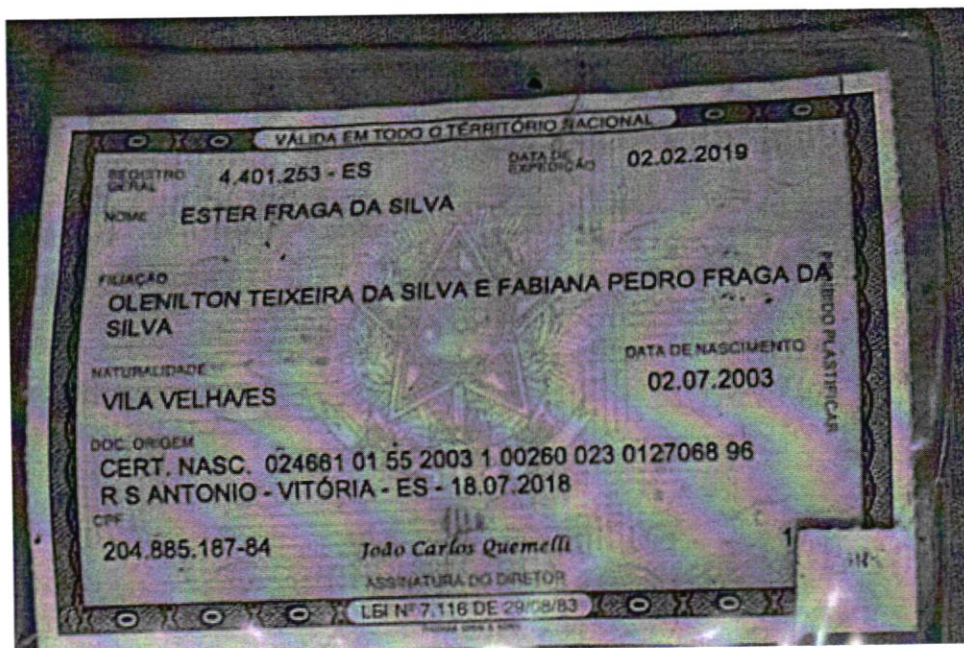 VÁLIDA EM TODO O TERRITÓRIO NACIONAL
REGISTRO GERAL 4.401.253 - ES DATA DE EXPEDIÇÃO 02.02.2019
NOME ESTER FRAGA DA SILVA
FILIAÇÃO
OLENILTON TEIXEIRA DA SILVA E FABIANA PEDRO FRAGA DA
SILVA
NATURALIDADE DATA DE NASCIMENTO
VILA VELHA/ES 02.07.2003
DOC. ORIGEM
CERT. NASC. 024661 01 55 2003 1 00260 023 0127068 96
R S ANTONIO - VITÓRIA - ES - 18.07.2018
CPF
204.885.187-84 João Carlos Quemelli 1
ASSINATURA DO DIRETOR
LEI Nº 7.116 DE 29/08/83
PROIBIDO PLASTIFICAR